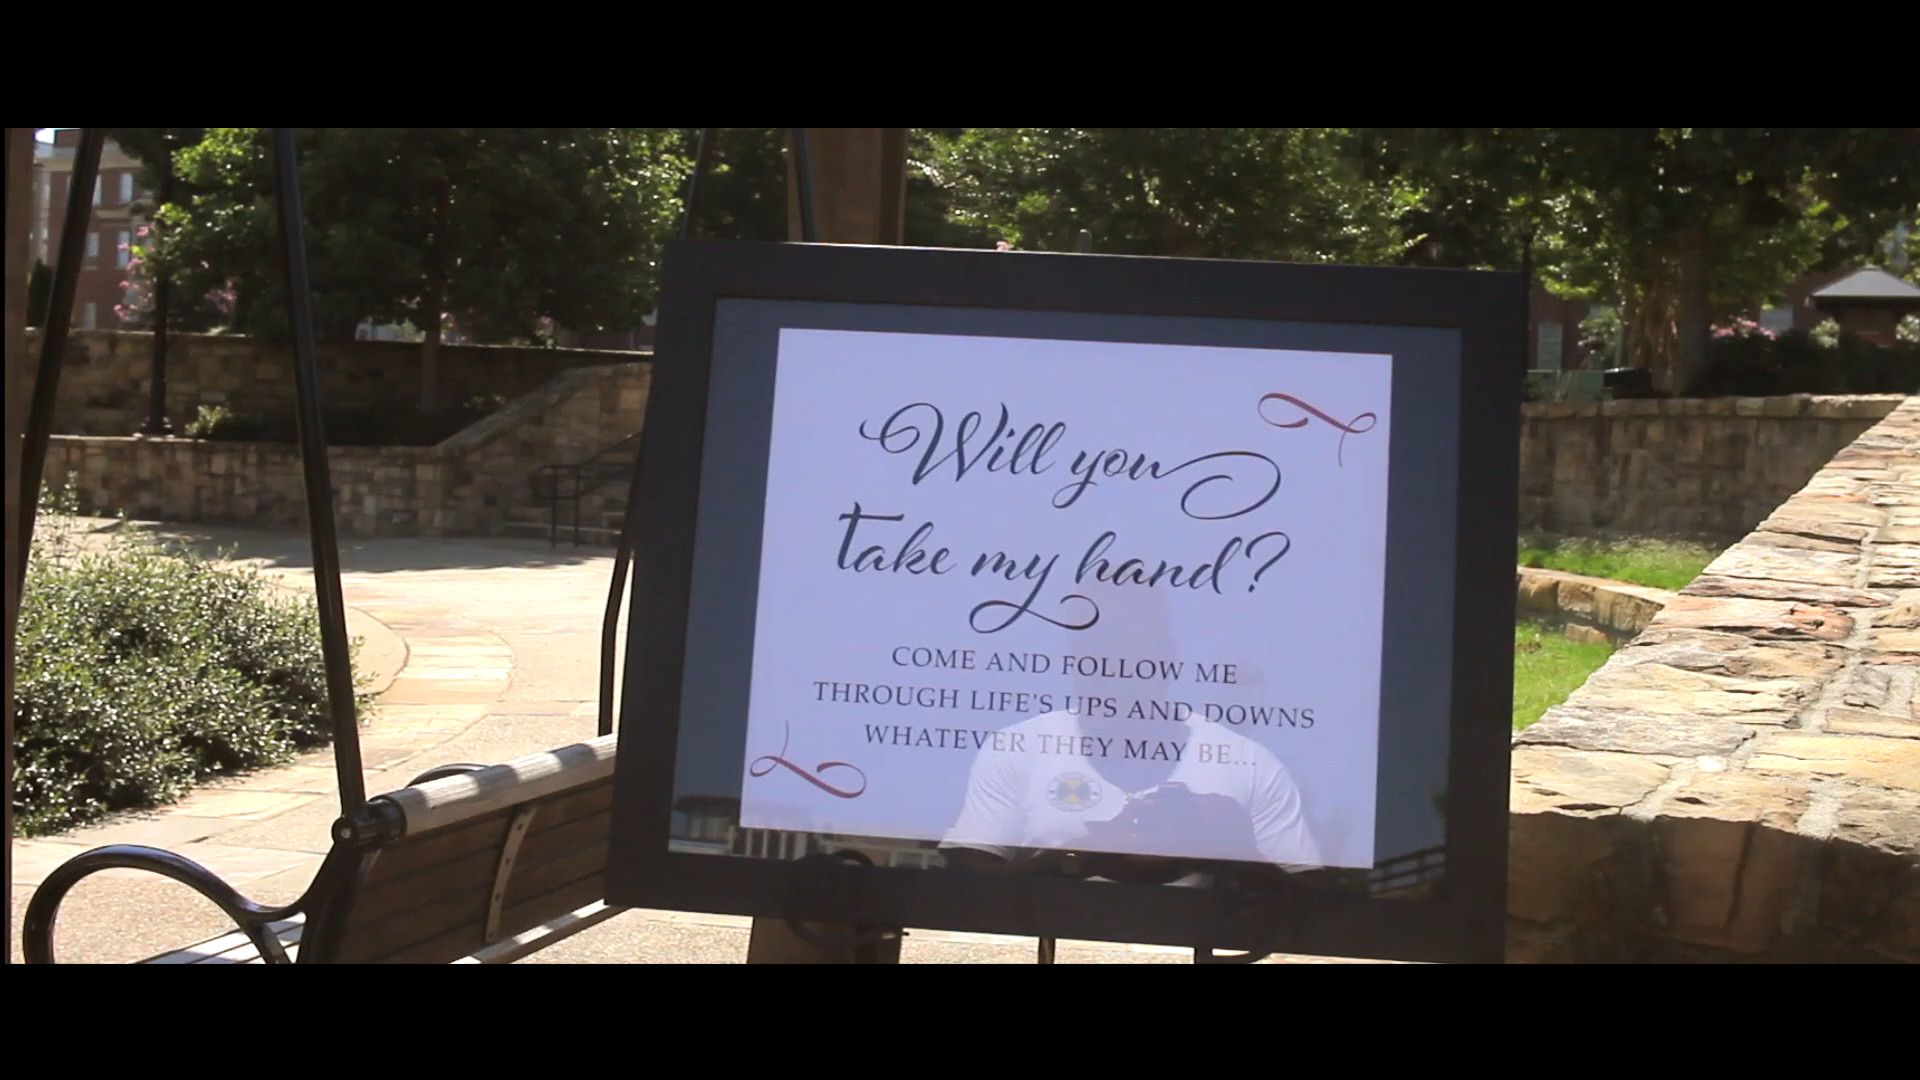 Will you
take my hand?
COME AND FOLLOW ME
THROUGH LIFE'S UPS AND DOWNS
WHATEVER THEY MAY BE...